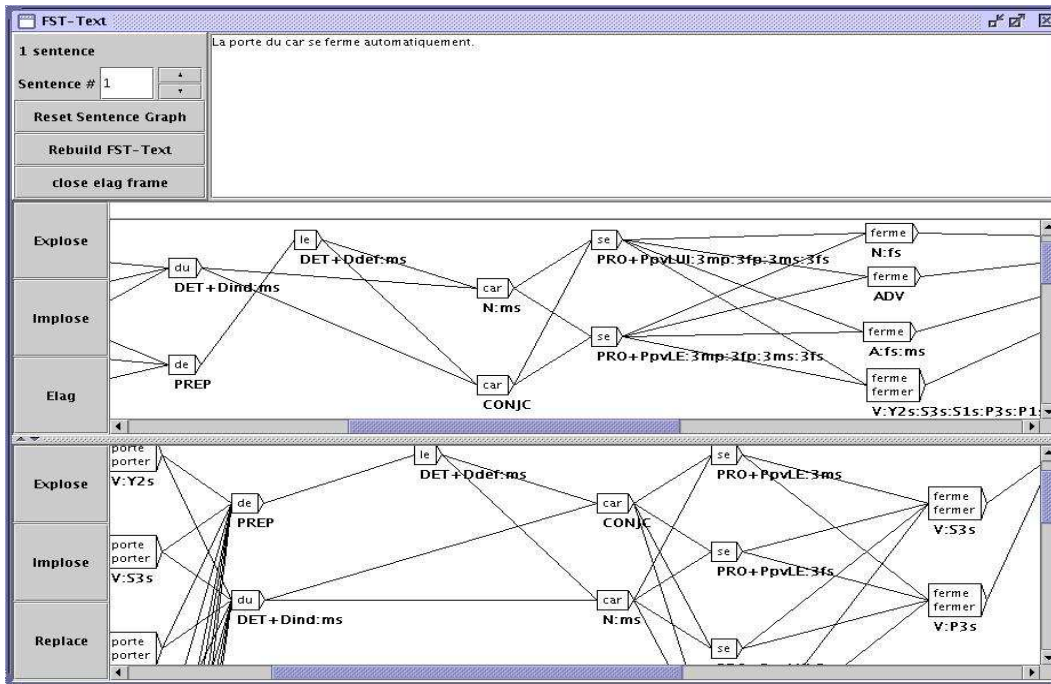 FST-Text
1 sentence
Sentence # 1
Reset Sentence Graph
Rebuild FST-Text
close elag frame
La porte du car se ferme automatiquement.
Explose
Implose
Elag
le
DET+Ddef:ms
du
DET+Dind:ms
de
PREP
car
N:ms
car
CONJC
se
PRO+PpvLUI:3mp:3fp:3ms:3fs
se
PRO+PpvLE:3mp:3fp:3ms:3fs
ferme
N:fs
ferme
ADV
ferme
A:fs:ms
ferme
fermer
V:Y2s:S3s:S1s:P3s:P1s
Explose
Implose
Replace
porte
porter
V:Y2s
porte
porter
V:S3s
porte
porter
de
PREP
du
DET+Dind:ms
le
DET+Ddef:ms
car
CONJC
car
N:ms
se
PRO+PpvLE:3ms
se
PRO+PpvLE:3fs
se
ferme
fermer
V:S3s
ferme
fermer
V:P3s